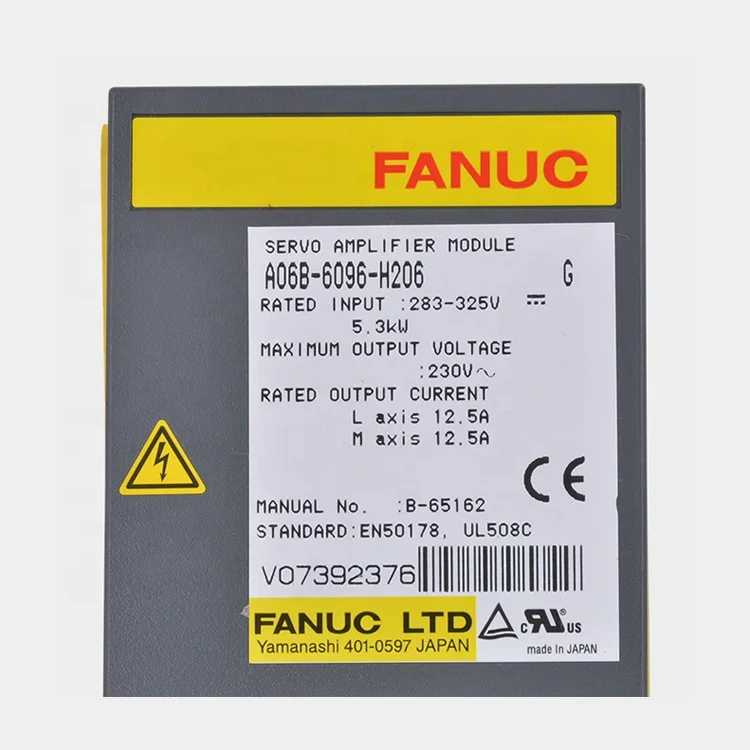 FANUC
SERVO AMPLIFIER MODULE
A06B-6096-H206 G
RATED INPUT :283-325V
5.3kW
MAXIMUM OUTPUT VOLTAGE
:230V~
RATED OUTPUT CURRENT
L axis 12.5A
M axis 12.5A
CE
MANUAL No. :B-65162
STANDARD:EN50178, UL508C
V07392376
FANUC LTD
Yamanashi 401-0597 JAPAN
c RU US
made in JAPAN